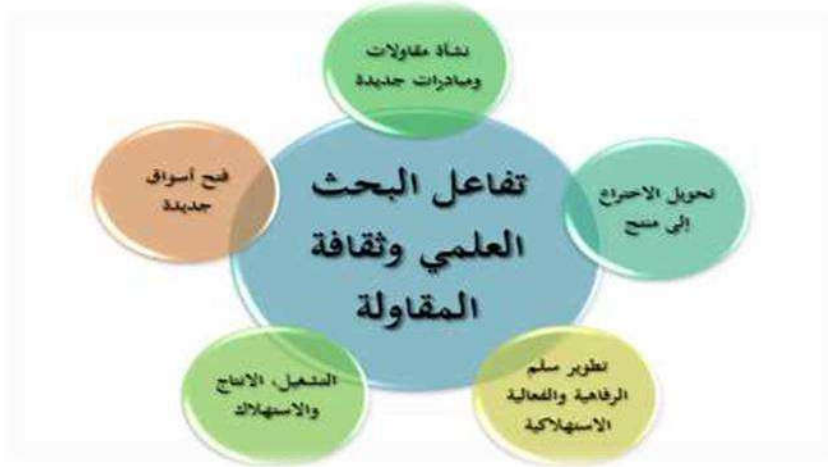 نشأة مقاولات
ومبادرات جديدة
تفاعل البحث
العلمي وثقافة
المقاولة
تحويل الاختراع
إلى منتج
تطوير سلم
الرفاهية والفعالية
الاستهلاكية
التشغيل، الانتاج
والاستهلاك
فتح أسواق
جديدة